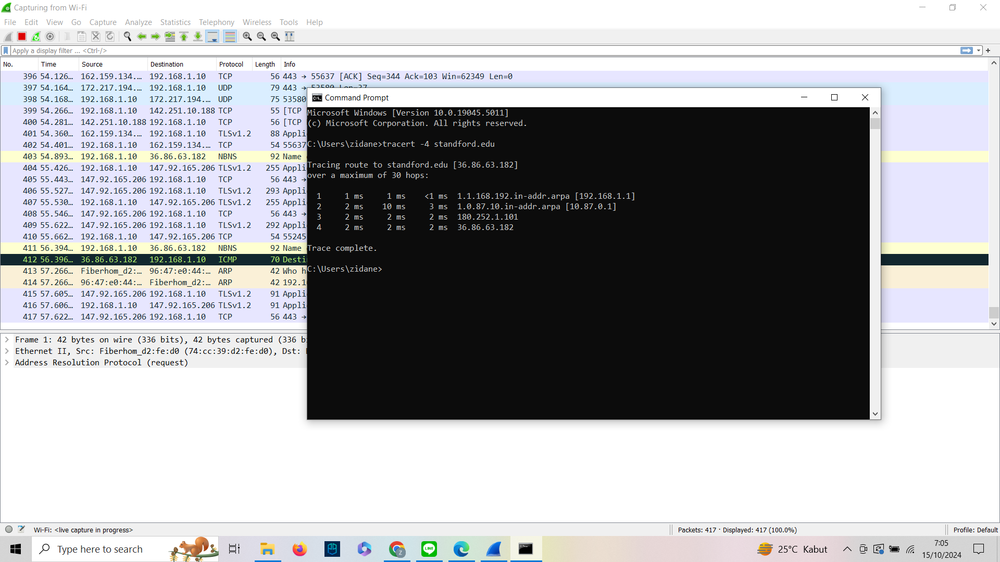 Capturing from Wi-Fi
File Edit View Go Capture Analyze Statistics Telephony Wireless Tools Help
Apply a display filter ... <Ctrl-/>
No. Time Source Destination Protocol Length Info
396 54.126... 162.159.134.... 192.168.1.10 TCP 56 443 → 55637 [ACK] Seq=344 Ack=103 Win=62349 Len=0
397 54.164... 172.217.194.... 192.168.1.10 UDP 79 443 → 53580 Len=37
398 54.168... 192.168.1.10 172.217.194.... UDP 75 53580
399 54.266... 192.168.1.10 142.251.10.188 TCP 55 [TCP
400 54.281... 142.251.10.188 192.168.1.10 TCP 56 [TCP
401 54.360... 162.159.134.... 192.168.1.10 TLSv1.2 88 Appli
402 54.401... 192.168.1.10 162.159.134.... TCP 54 55637
403 54.893... 192.168.1.10 36.86.63.182 NBNS 92 Name
404 55.426... 192.168.1.10 147.92.165.206 TLSv1.2 255 Appli
405 55.443... 147.92.165.206 192.168.1.10 TCP 56 443 →
406 55.527... 147.92.165.206 192.168.1.10 TLSv1.2 293 Appli
407 55.530... 192.168.1.10 147.92.165.206 TLSv1.2 255 Appli
408 55.546... 147.92.165.206 192.168.1.10 TCP 56 443 →
409 55.622... 147.92.165.206 192.168.1.10 TLSv1.2 292 Appli
410 55.662... 192.168.1.10 147.92.165.206 TCP 54 55245
411 56.394... 192.168.1.10 36.86.63.182 NBNS 92 Name
412 56.396... 36.86.63.182 192.168.1.10 ICMP 70 Desti
413 57.266... Fiberhom_d2:... 96:47:e0:44:... ARP 42 Who h
414 57.266... 96:47:e0:44:... Fiberhom_d2:... ARP 42 192.1
415 57.605... 147.92.165.206 192.168.1.10 TLSv1.2 91 Appli
416 57.606... 192.168.1.10 147.92.165.206 TLSv1.2 91 Appli
417 57.622... 147.92.165.206 192.168.1.10 TCP 56 443 →
Command Prompt
Microsoft Windows [Version 10.0.19045.5011]
(c) Microsoft Corporation. All rights reserved.
C:\Users\zidane>tracert -4 standford.edu
Tracing route to standford.edu [36.86.63.182]
over a maximum of 30 hops:
1 1 ms 1 ms <1 ms 1.1.168.192.in-addr.arpa [192.168.1.1]
2 2 ms 10 ms 3 ms 1.0.87.10.in-addr.arpa [10.87.0.1]
3 2 ms 2 ms 2 ms 180.252.1.101
4 2 ms 2 ms 2 ms 36.86.63.182
Trace complete.
C:\Users\zidane>
Frame 1: 42 bytes on wire (336 bits), 42 bytes captured (336 b
Ethernet II, Src: Fiberhom_d2:fe:d0 (74:cc:39:d2:fe:d0), Dst:
Address Resolution Protocol (request)
Wi-Fi: <live capture in progress>
Packets: 417 · Displayed: 417 (100.0%)
Profile: Default
Type here to search
25°C Kabut
7:05
15/10/2024